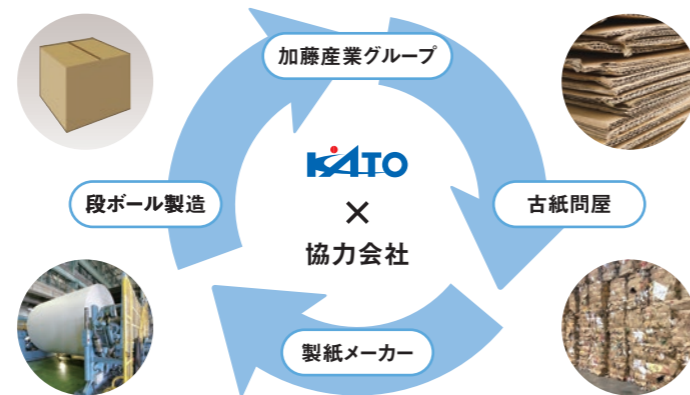 加藤産業グループ
KATO
×
段ボール製造
古紙問屋
協力会社
製紙メーカー